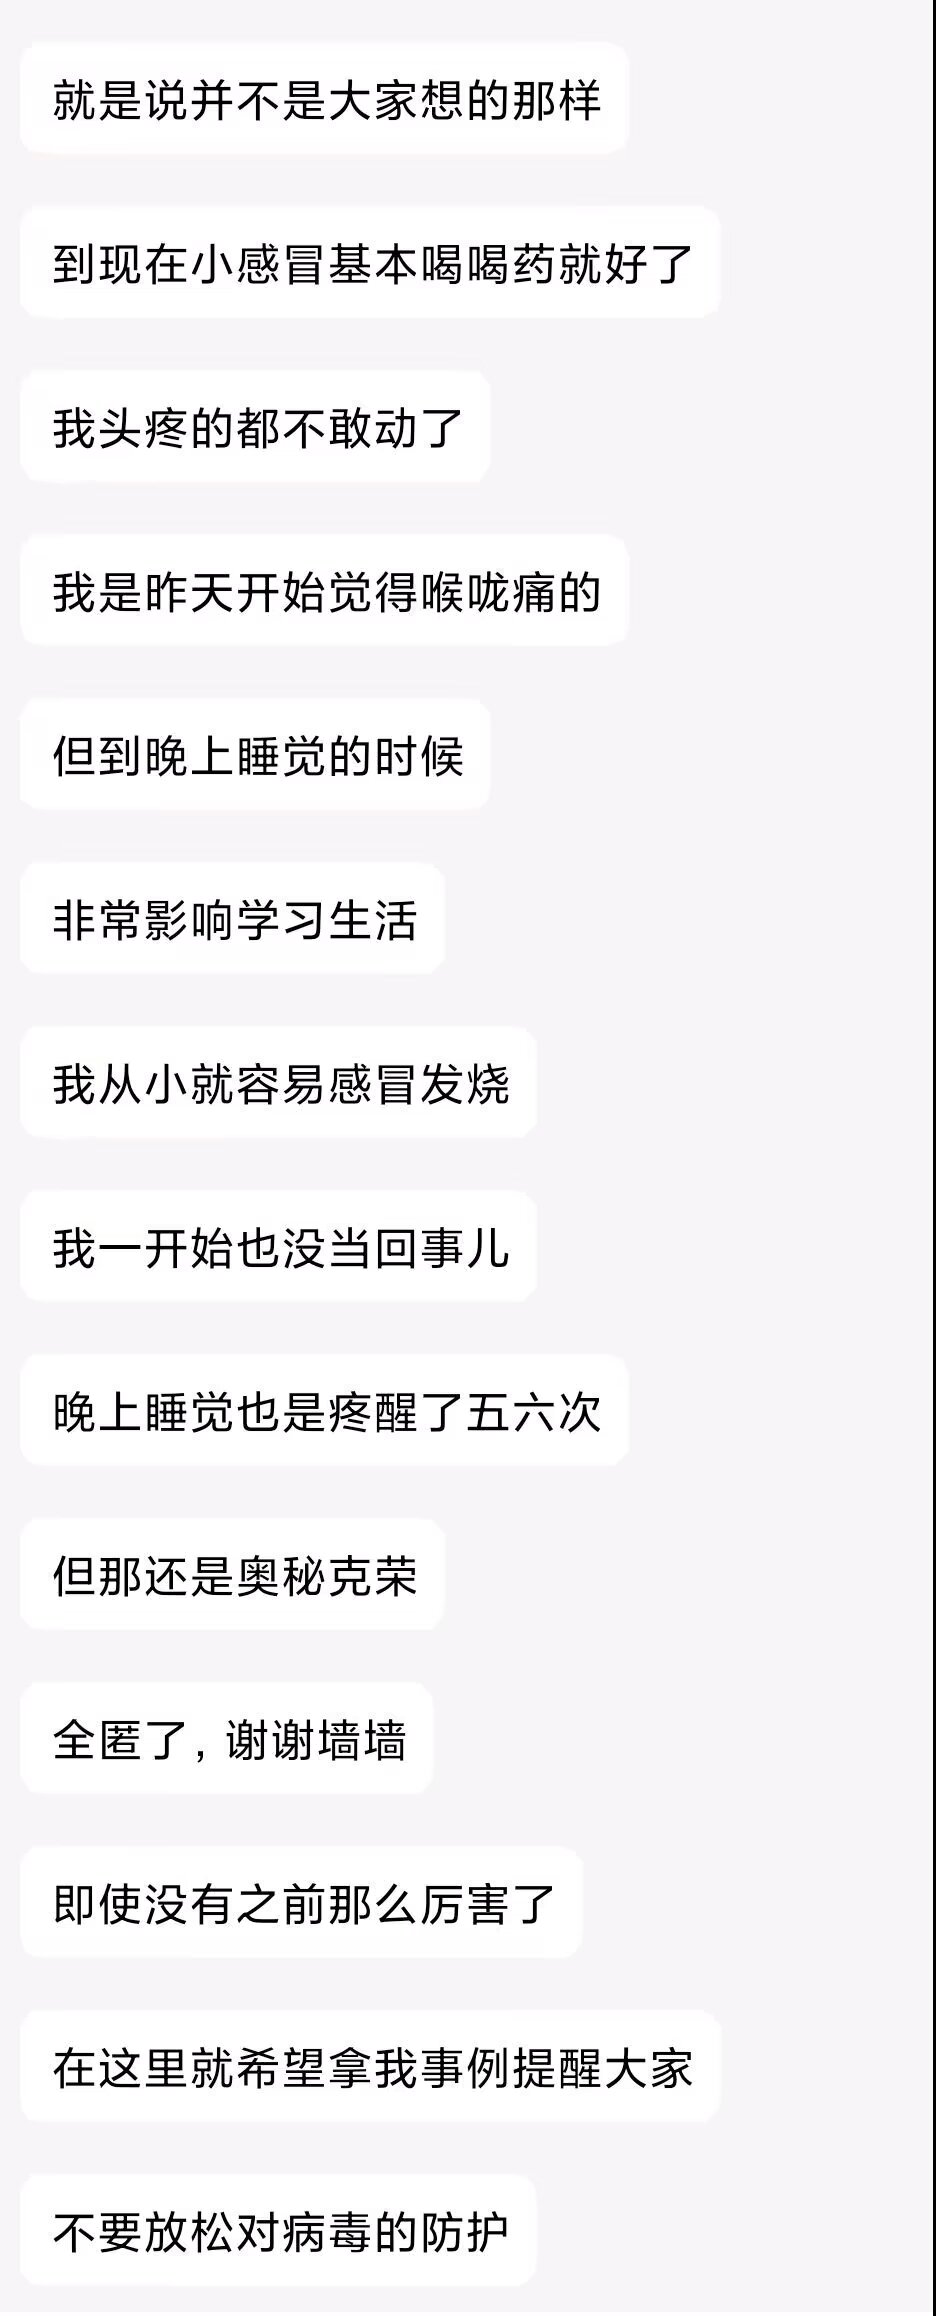 就是说并不是大家想的那样
到现在小感冒基本喝喝药就好了
我头疼的都不敢动了
我是昨天开始觉得喉咙痛的
但到晚上睡觉的时候
非常影响学习生活
我从小就容易感冒发烧
我一开始也没当回事儿
晚上睡觉也是疼醒了五六次
但那还是奥秘克荣
全匿了，谢谢墙墙
即使没有之前那么厉害了
在这里就希望拿我事例提醒大家
不要放松对病毒的防护